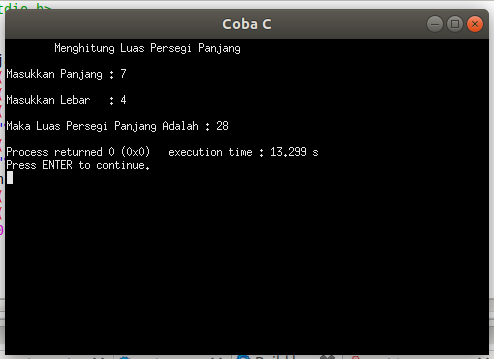 tdio.h>
Coba C
Menghitung Luas Persegi Panjang
Masukkan Panjang : 7
Masukkan Lebar : 4
Maka Luas Persegi Panjang Adalah : 28
Process returned 0 (0x0) execution time : 13.299 s
Press ENTER to continue.